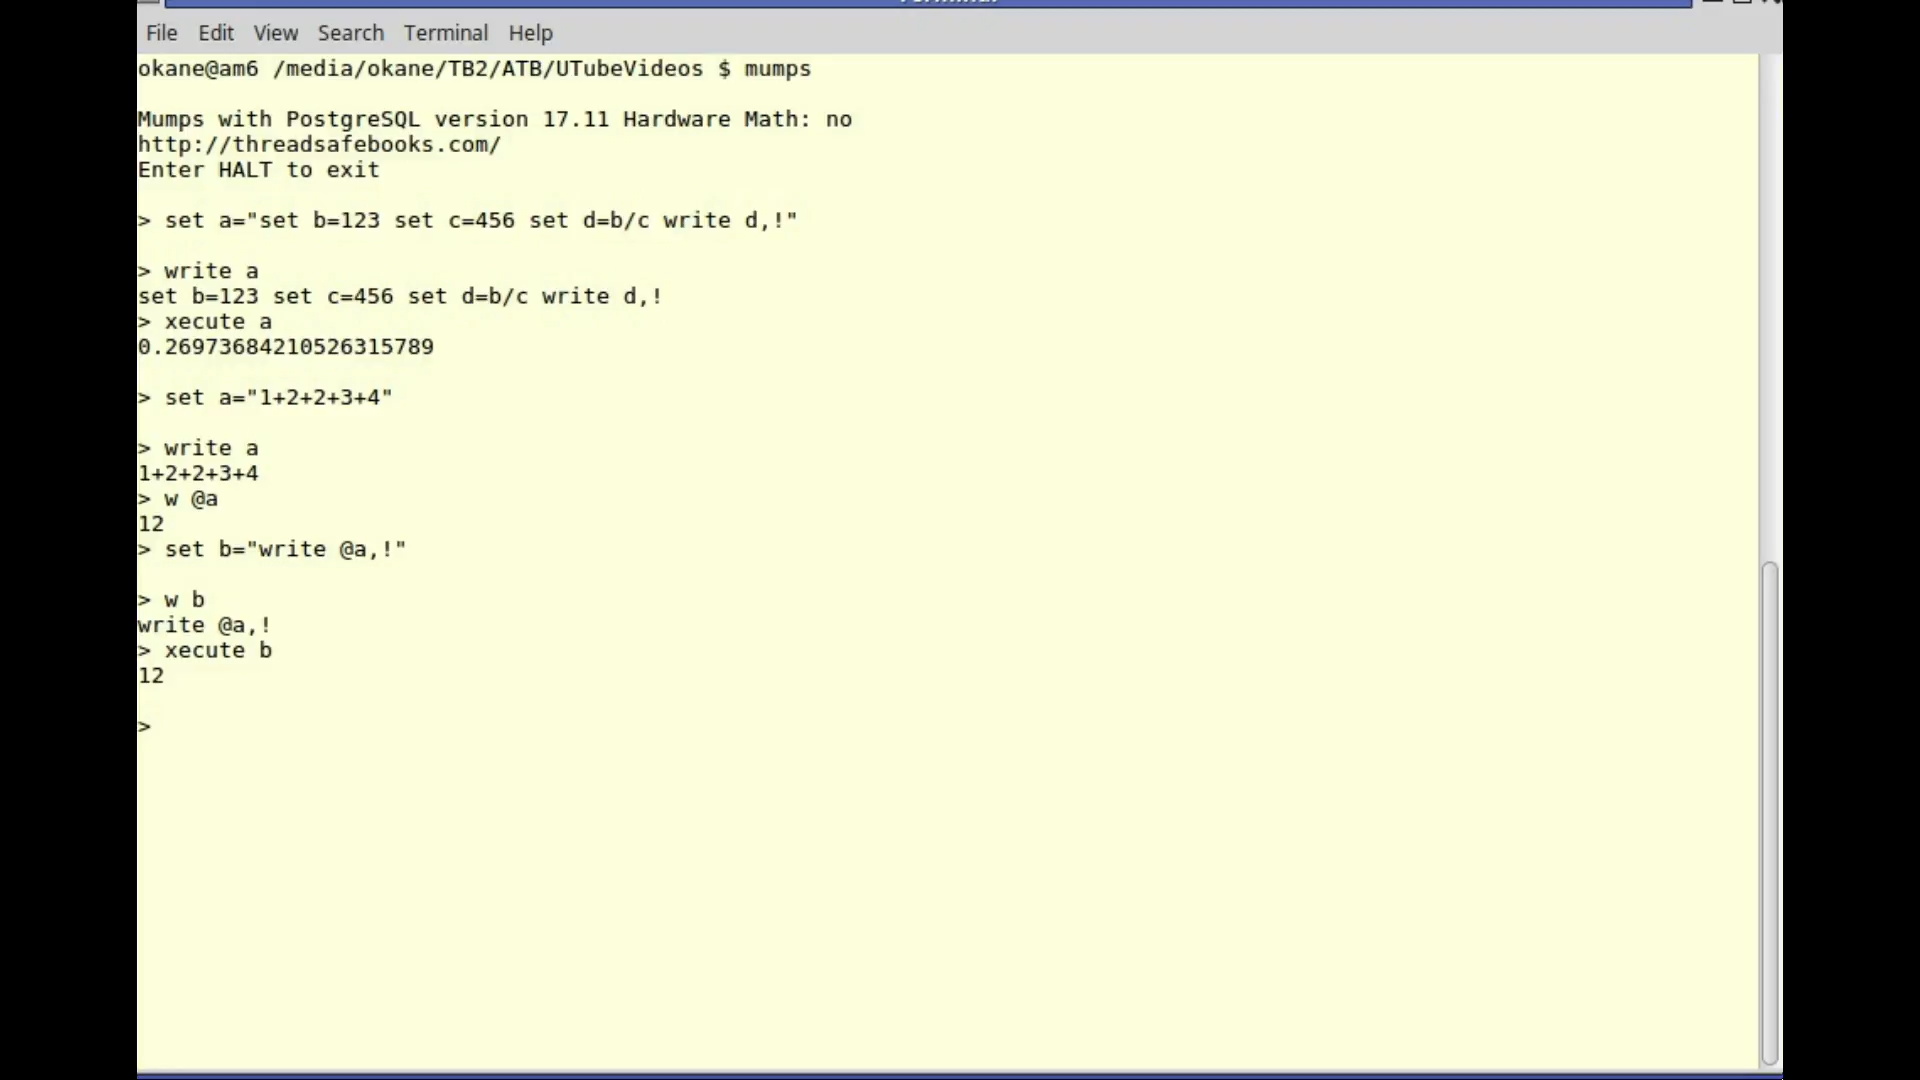 File Edit View Search Terminal Help
okane@am6 /media/okane/TB2/ATB/UTubeVideos $ mumps
Mumps with PostgreSQL version 17.11 Hardware Math: no
http://threadsafebooks.com/
Enter HALT to exit
> set a="set b=123 set c=456 set d=b/c write d,!"
> write a
set b=123 set c=456 set d=b/c write d,!
> xecute a
0.26973684210526315789
> set a="1+2+2+3+4"
> write a
1+2+2+3+4
> w @a
12
> set b="write @a,!"
> w b
write @a,!
> xecute b
12
>